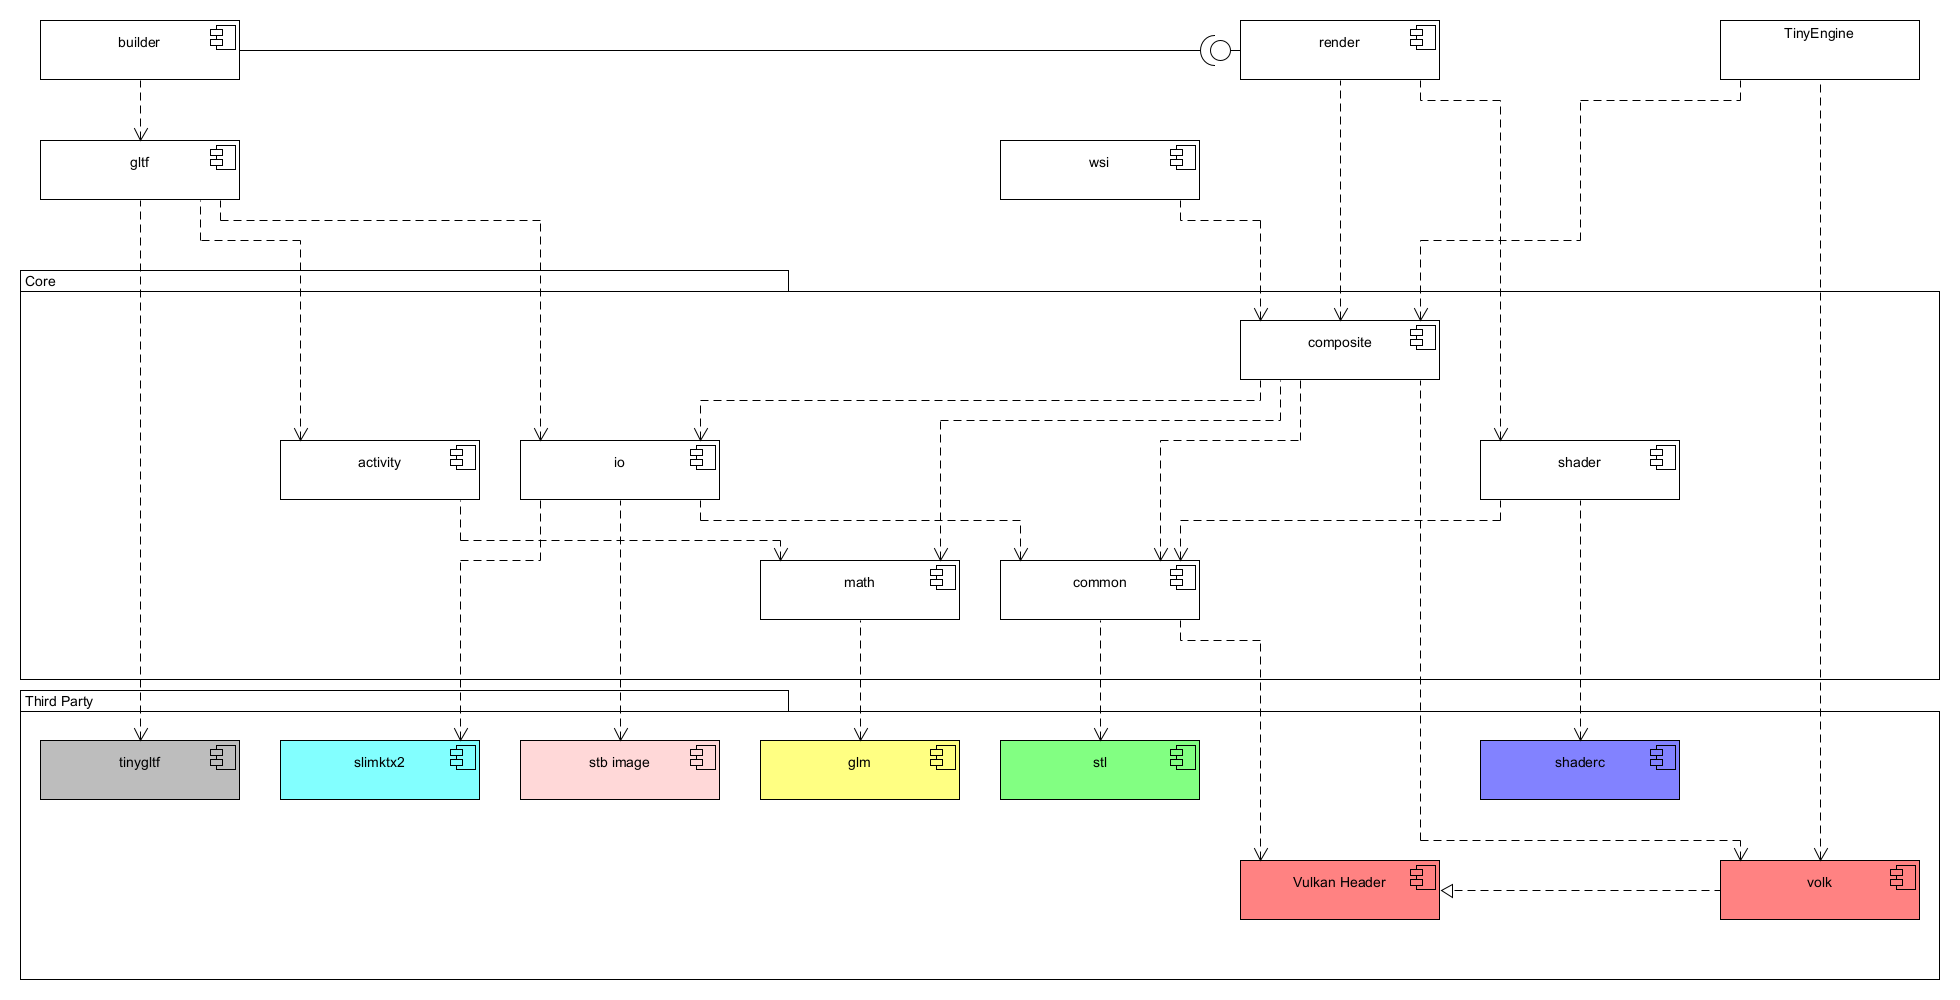 builder
render
TinyEngine
gltf
wsi
Core
composite
activity
io
shader
math
common
Third Party
tinygltf
slimktx2
stb image
glm
stl
shaderc
Vulkan Header
volk